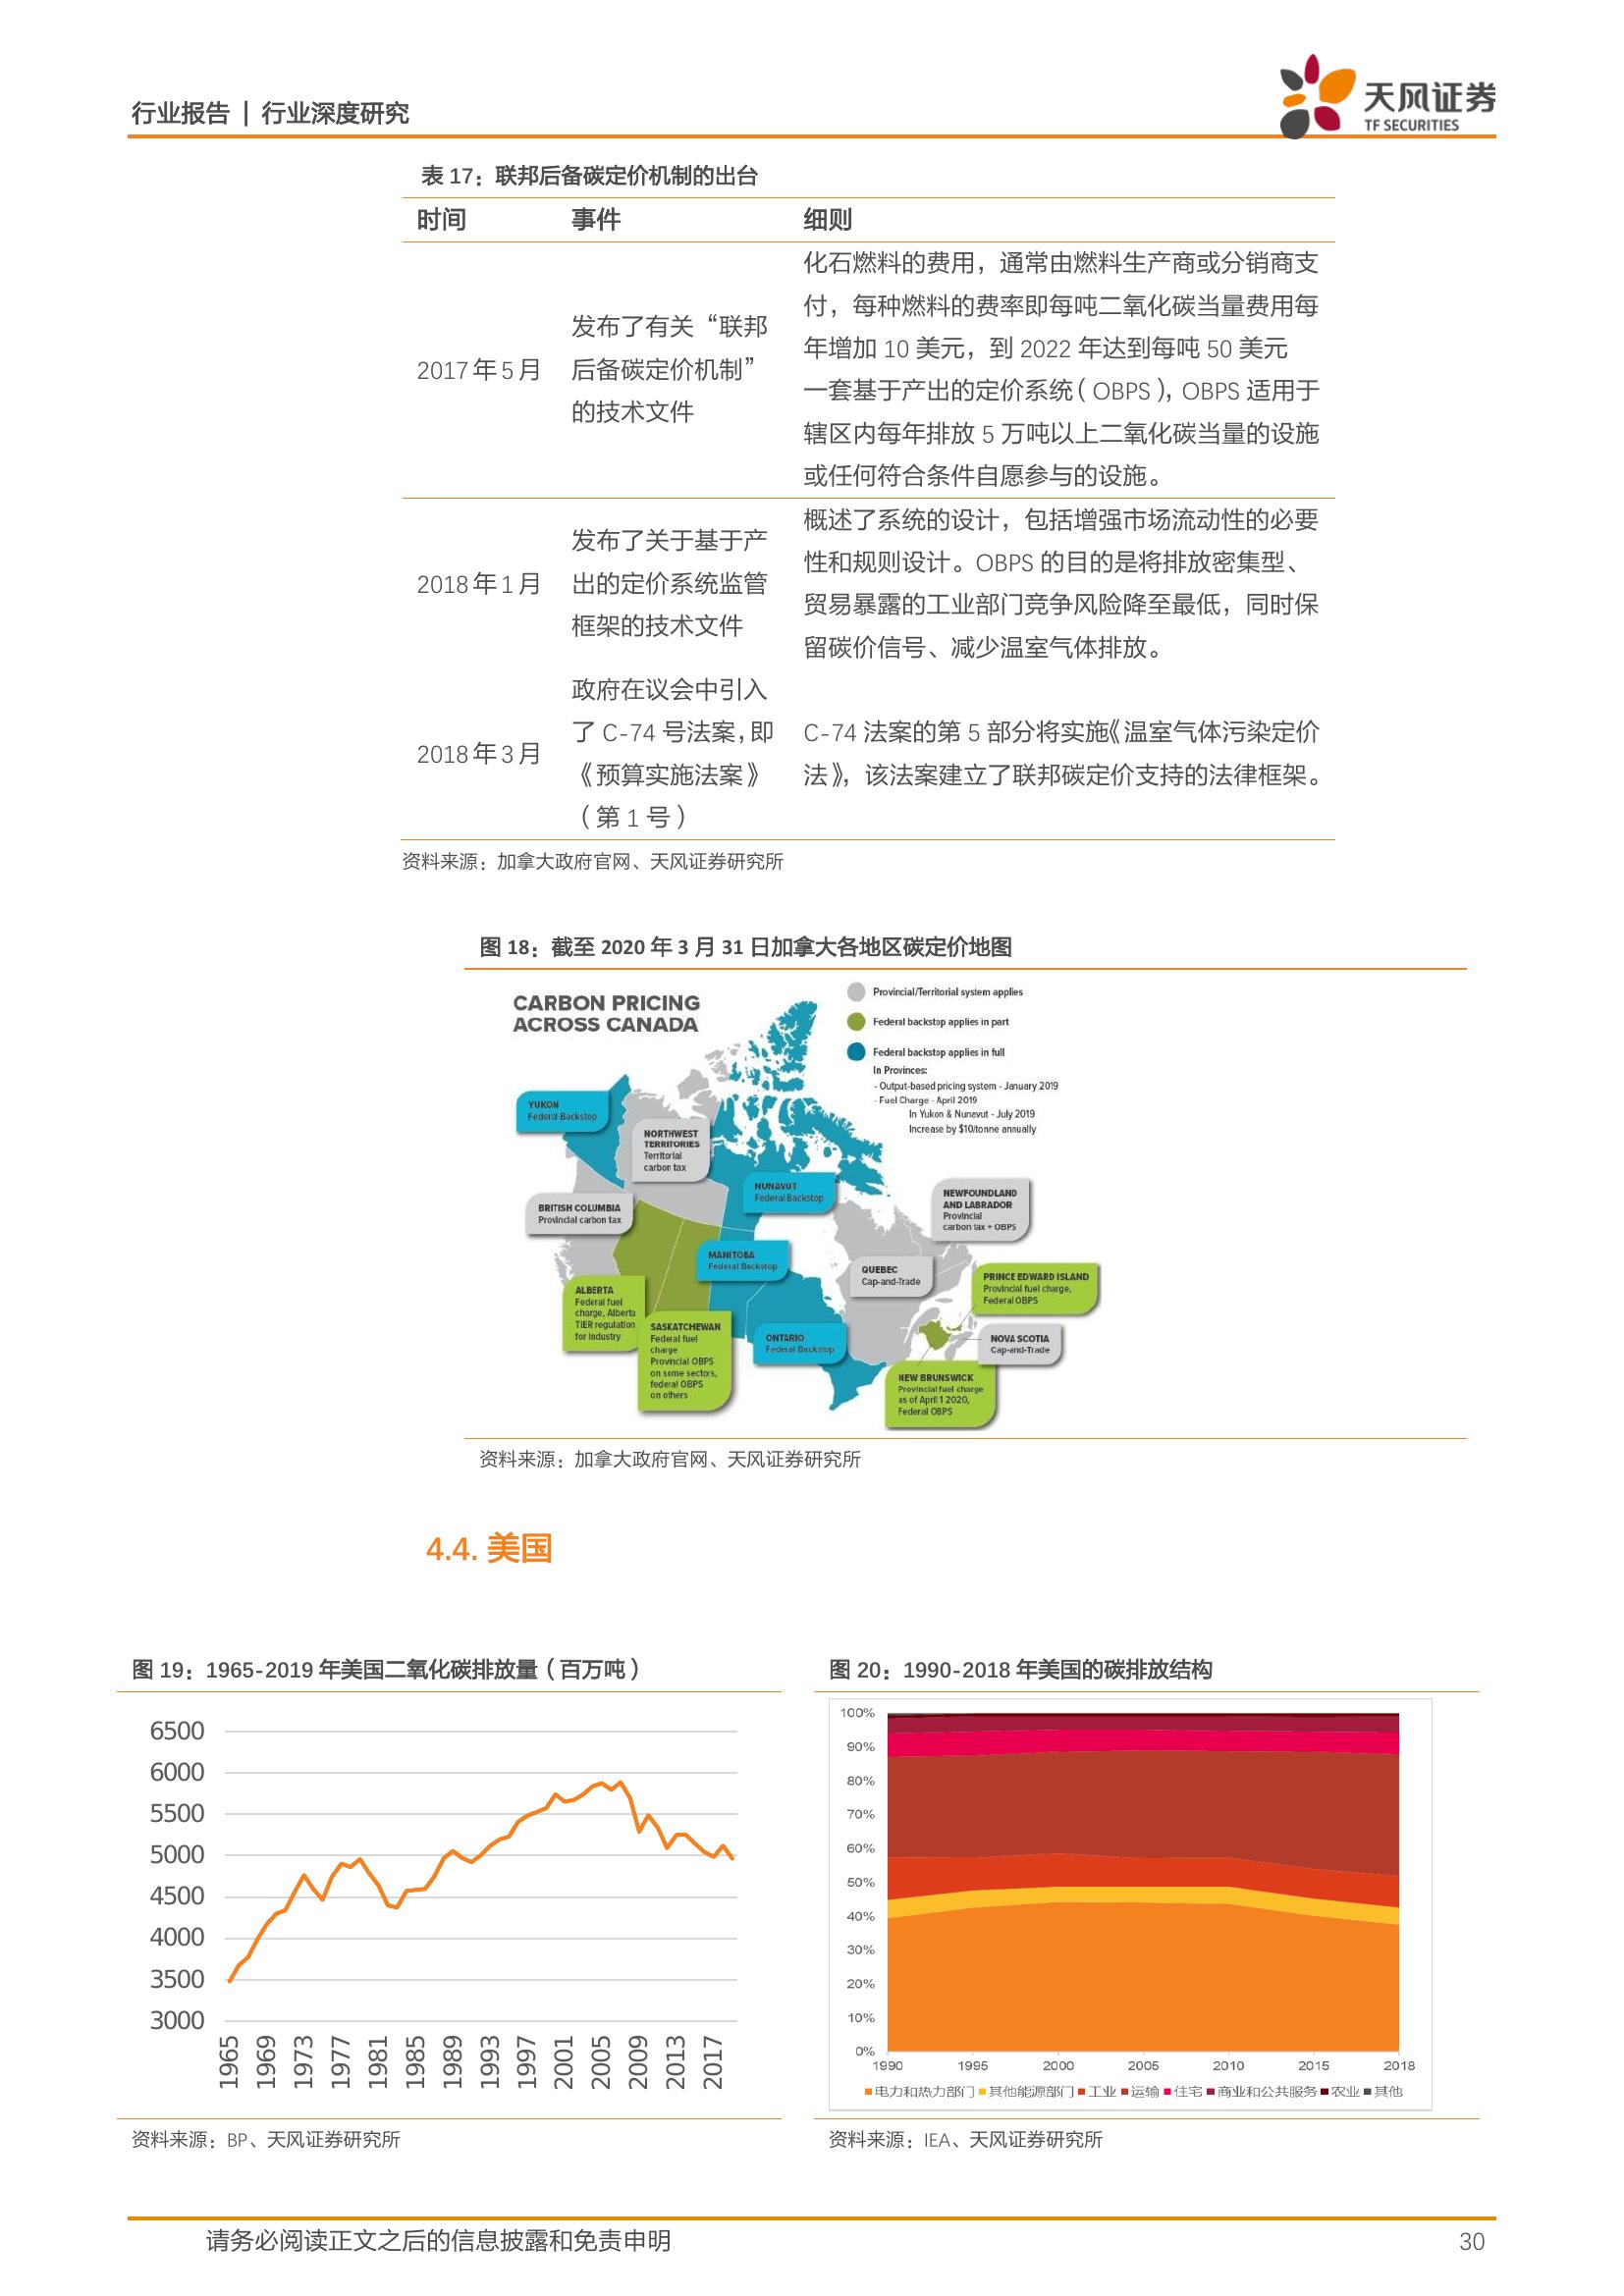 行业报告 | 行业深度研究
天风证券
TF SECURITIES
表 17：联邦后备碳定价机制的出台
时间 事件 细则
2017 年 5 月
发布了有关“联邦
后备碳定价机制”
的技术文件
化石燃料的费用，通常由燃料生产商或分销商支
付，每种燃料的费率即每吨二氧化碳当量费用每
年增加 10 美元，到 2022 年达到每吨 50 美元
一套基于产出的定价系统（OBPS），OBPS 适用于
辖区内每年排放 5 万吨以上二氧化碳当量的设施
或任何符合条件自愿参与的设施。
2018 年 1 月
发布了关于基于产
出的定价系统监管
框架的技术文件
概述了系统的设计，包括增强市场流动性的必要
性和规则设计。OBPS 的目的是将排放密集型、
贸易暴露的工业部门竞争风险降至最低，同时保
留碳价信号、减少温室气体排放。
2018 年 3 月
政府在议会中引入
了 C-74 号法案，即
《预算实施法案》
（第 1 号）
C-74 法案的第 5 部分将实施《温室气体污染定价
法》，该法案建立了联邦碳定价支持的法律框架。
资料来源：加拿大政府官网、天风证券研究所
图 18：截至 2020 年 3 月 31 日加拿大各地区碳定价地图
CARBON PRICING
ACROSS CANADA
Provincial/Territorial system applies
Federal backstop applies in part
Federal backstop applies in full
In Provinces:
- Output-based pricing system - January 2019
- Fuel Charge - April 2019
In Yukon & Nunavut - July 2019
Increase by $10/tonne annually
YUKON
Federal Backstop
NORTHWEST
TERRITORIES
Territorial
carbon tax
NUNAVUT
Federal Backstop
BRITISH COLUMBIA
Provincial carbon tax
NEWFOUNDLAND
AND LABRADOR
Provincial
carbon tax + OBPS
MANITOBA
Federal Backstop
QUEBEC
Cap-and-Trade
PRINCE EDWARD ISLAND
Provincial fuel charge,
Federal OBPS
ALBERTA
Federal fuel
charge, Alberta
TIER regulation
for industry
SASKATCHEWAN
Federal fuel
charge
Provincial OBPS
on some sectors,
federal OBPS
on others
ONTARIO
Federal Backstop
NOVA SCOTIA
Cap-and-Trade
NEW BRUNSWICK
Provincial fuel charge
as of April 1 2020,
Federal OBPS
资料来源：加拿大政府官网、天风证券研究所
4.4. 美国
图 19：1965-2019 年美国二氧化碳排放量（百万吨）
6500
6000
5500
5000
4500
4000
3500
3000
1965 1969 1973 1977 1981 1985 1989 1993 1997 2001 2005 2009 2013 2017
资料来源：BP、天风证券研究所
图 20：1990-2018 年美国的碳排放结构
100%
90%
80%
70%
60%
50%
40%
30%
20%
10%
0%
1990 1995 2000 2005 2010 2015 2018
电力和热力部门 其他能源部门 工业 运输 住宅 商业和公共服务 农业 其他
资料来源：IEA、天风证券研究所
请务必阅读正文之后的信息披露和免责申明 30